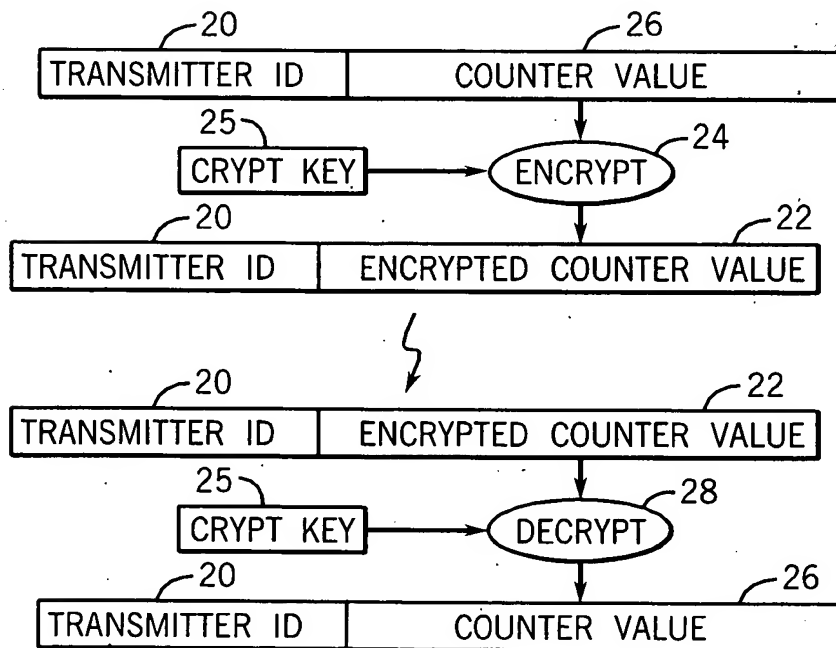 20 26
TRANSMITTER ID COUNTER VALUE
25 24
CRYPT KEY ENCRYPT
20 22
TRANSMITTER ID ENCRYPTED COUNTER VALUE
20 22
TRANSMITTER ID ENCRYPTED COUNTER VALUE
25 28
CRYPT KEY DECRYPT
20 26
TRANSMITTER ID COUNTER VALUE